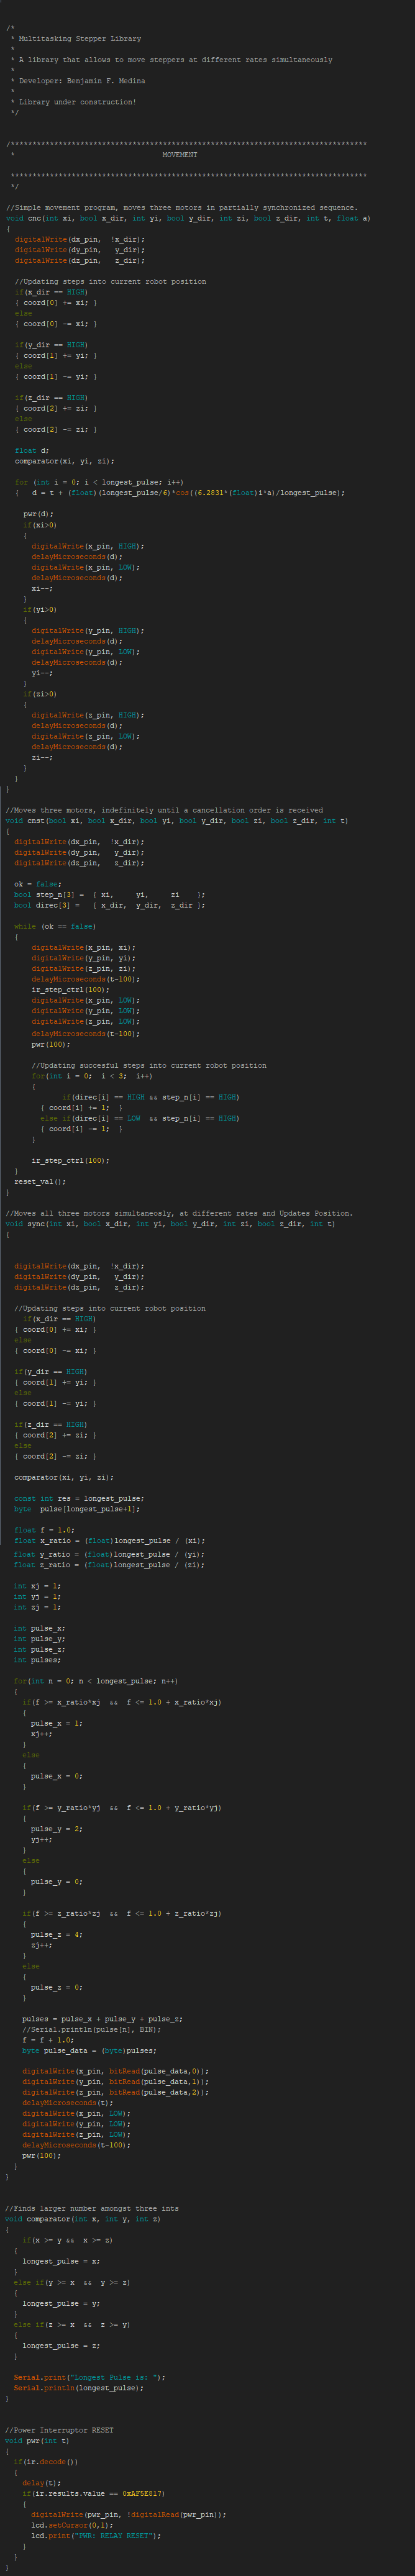 /*
 * Multitasking Stepper Library
 *
 * A library that allows to move steppers at different rates simultaneously
 *
 * Developer: Benjamin F. Medina
 *
 * Library under construction!
 */

/**********************************************************************************
 *                                  MOVEMENT

 **********************************************************************************
 */

//Simple movement program, moves three motors in partially synchronized sequence.
void cnc(int xi, bool x_dir, int yi, bool y_dir, int zi, bool z_dir, int t, float a)
{
  digitalWrite(dx_pin,  !x_dir);
  digitalWrite(dy_pin,   y_dir);
  digitalWrite(dz_pin,   z_dir);

  //Updating steps into current robot position
  if(x_dir == HIGH)
  { coord[0] += xi; }
  else
  { coord[0] -= xi; }

  if(y_dir == HIGH)
  { coord[1] += yi; }
  else
  { coord[1] -= yi; }

  if(z_dir == HIGH)
  { coord[2] += zi; }
  else
  { coord[2] -= zi; }

  float d;
  comparator(xi, yi, zi);

  for (int i = 0; i < longest_pulse; i++)
  {   d = t + (float)(longest_pulse/6)*cos((6.2831*(float)i*a)/longest_pulse);

    pwr(d);
    if(xi>0)
    {
      digitalWrite(x_pin, HIGH);
      delayMicroseconds(d);
      digitalWrite(x_pin, LOW);
      delayMicroseconds(d);
      xi--;
    }
    if(yi>0)
    {
      digitalWrite(y_pin, HIGH);
      delayMicroseconds(d);
      digitalWrite(y_pin, LOW);
      delayMicroseconds(d);
      yi--;
    }
    if(zi>0)
    {
      digitalWrite(z_pin, HIGH);
      delayMicroseconds(d);
      digitalWrite(z_pin, LOW);
      delayMicroseconds(d);
      zi--;
    }
  }
}

//Moves three motors, indefinitely until a cancellation order is received
void cnst(bool xi, bool x_dir, bool yi, bool y_dir, bool zi, bool z_dir, int t)
{
  digitalWrite(dx_pin,  !x_dir);
  digitalWrite(dy_pin,   y_dir);
  digitalWrite(dz_pin,   z_dir);

  ok = false;
  bool step_n[3] =  { xi,     yi,     zi    };
  bool direc[3] =   { x_dir,  y_dir,  z_dir };

  while (ok == false)
  {
      digitalWrite(x_pin, xi);
      digitalWrite(y_pin, yi);
      digitalWrite(z_pin, zi);
      delayMicroseconds(t-100);
      ir_step_ctrl(100);
      digitalWrite(x_pin, LOW);
      digitalWrite(y_pin, LOW);
      digitalWrite(z_pin, LOW);
      delayMicroseconds(t-100);
      pwr(100);

      //Updating succesful steps into current robot position
      for(int i = 0;  i < 3;  i++)
      {
             if(direc[i] == HIGH && step_n[i] == HIGH)
        { coord[i] += 1;  }
        else if(direc[i] == LOW  && step_n[i] == HIGH)
        { coord[i] -= 1;  }
      }

      ir_step_ctrl(100);
  }
  reset_val();
}

//Moves all three motors simultaneosly, at different rates and Updates Position.
void sync(int xi, bool x_dir, int yi, bool y_dir, int zi, bool z_dir, int t)
{

  digitalWrite(dx_pin,  !x_dir);
  digitalWrite(dy_pin,   y_dir);
  digitalWrite(dz_pin,   z_dir);

  //Updating steps into current robot position
    if(x_dir == HIGH)
  { coord[0] += xi; }
  else
  { coord[0] -= xi; }

  if(y_dir == HIGH)
  { coord[1] += yi; }
  else
  { coord[1] -= yi; }

  if(z_dir == HIGH)
  { coord[2] += zi; }
  else
  { coord[2] -= zi; }

  comparator(xi, yi, zi);

  const int res = longest_pulse;
  byte  pulse[longest_pulse+1];

  float f = 1.0;
  float x_ratio = (float)longest_pulse / (xi);
  float y_ratio = (float)longest_pulse / (yi);
  float z_ratio = (float)longest_pulse / (zi);

  int xj = 1;
  int yj = 1;
  int zj = 1;

  int pulse_x;
  int pulse_y;
  int pulse_z;
  int pulses;

  for(int n = 0; n < longest_pulse; n++)
  {
    if(f >= x_ratio*xj  &&  f <= 1.0 + x_ratio*xj)
    {
      pulse_x = 1;
      xj++;
    }
    else
    {
      pulse_x = 0;
    }

    if(f >= y_ratio*yj  &&  f <= 1.0 + y_ratio*yj)
    {
      pulse_y = 2;
      yj++;
    }
    else
    {
      pulse_y = 0;
    }

    if(f >= z_ratio*zj  &&  f <= 1.0 + z_ratio*zj)
    {
      pulse_z = 4;
      zj++;
    }
    else
    {
      pulse_z = 0;
    }

    pulses = pulse_x + pulse_y + pulse_z;
    //Serial.println(pulse[n], BIN);
    f = f + 1.0;
    byte pulse_data = (byte)pulses;

    digitalWrite(x_pin, bitRead(pulse_data,0));
    digitalWrite(y_pin, bitRead(pulse_data,1));
    digitalWrite(z_pin, bitRead(pulse_data,2));
    delayMicroseconds(t);
    digitalWrite(x_pin, LOW);
    digitalWrite(y_pin, LOW);
    digitalWrite(z_pin, LOW);
    delayMicroseconds(t-100);
    pwr(100);
  }
}

//Finds larger number amongst three ints
void comparator(int x, int y, int z)
{
    if(x >= y &&  x >= z)
  {
    longest_pulse = x;
  }
  else if(y >= x  &&  y >= z)
  {
    longest_pulse = y;
  }
  else if(z >= x  &&  z >= y)
  {
    longest_pulse = z;
  }

  Serial.print("Longest Pulse is: ");
  Serial.println(longest_pulse);
}

//Power Interruptor RESET
void pwr(int t)
{
  if(ir.decode())
  {
    delay(t);
    if(ir.results.value == 0xAF5E817)
    {
      digitalWrite(pwr_pin, !digitalRead(pwr_pin));
      lcd.setCursor(0,1);
      lcd.print("PWR: RELAY RESET");
    }
  }
}